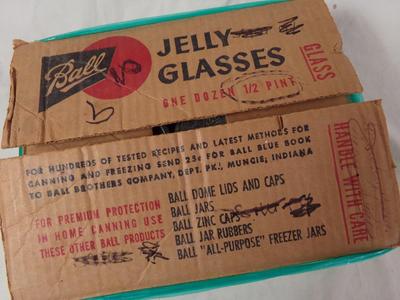 Ball
JELLY
GLASSES
ONE DOZEN 1/2 PINT
GLASS
FOR HUNDREDS OF TESTED RECIPES AND LATEST METHODS FOR
CANNING AND FREEZING SEND 25¢ FOR BALL BLUE BOOK
TO BALL BROTHERS COMPANY, DEPT. PK., MUNCIE, INDIANA
FOR PREMIUM PROTECTION
IN HOME CANNING USE
THESE OTHER BALL PRODUCTS
BALL DOME LIDS AND CAPS
BALL JARS
BALL ZINC CAPS
BALL JAR RUBBERS
BALL "ALL-PURPOSE" FREEZER JARS
HANDLE WITH CARE